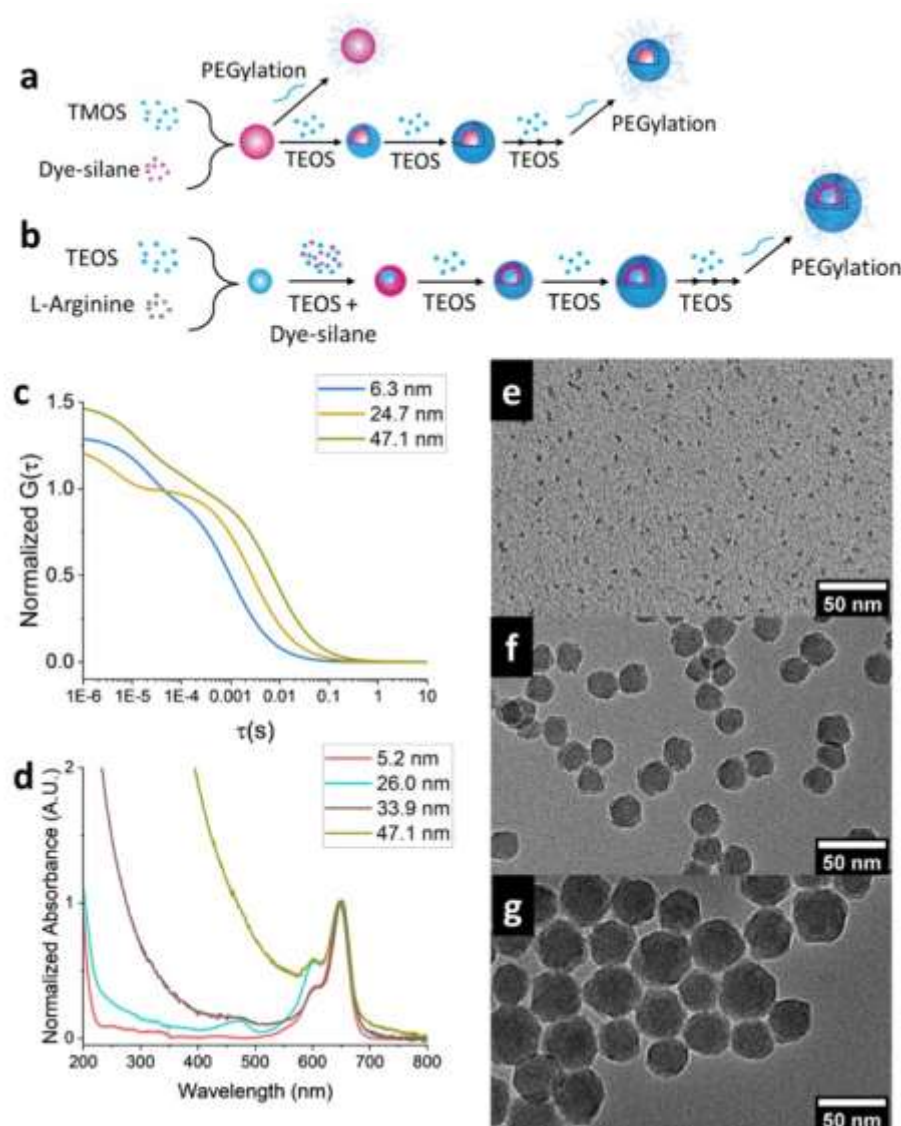 a
PEGylation
TMOS
Dye-silane
TEOS
TEOS
TEOS
PEGylation
b
TEOS
L-Arginine
TEOS +
Dye-silane
TEOS
TEOS
TEOS
PEGylation
c
Normalized G(τ)
1.5
1.0
0.5
0.0
6.3 nm
24.7 nm
47.1 nm
1E-6 1E-5 1E-4 0.001 0.01 0.1 1 10
τ(s)
d
Normalized Absorbance (A.U.)
2
1
0
5.2 nm
26.0 nm
33.9 nm
47.1 nm
200 300 400 500 600 700 800
Wavelength (nm)
e
50 nm
f
50 nm
g
50 nm